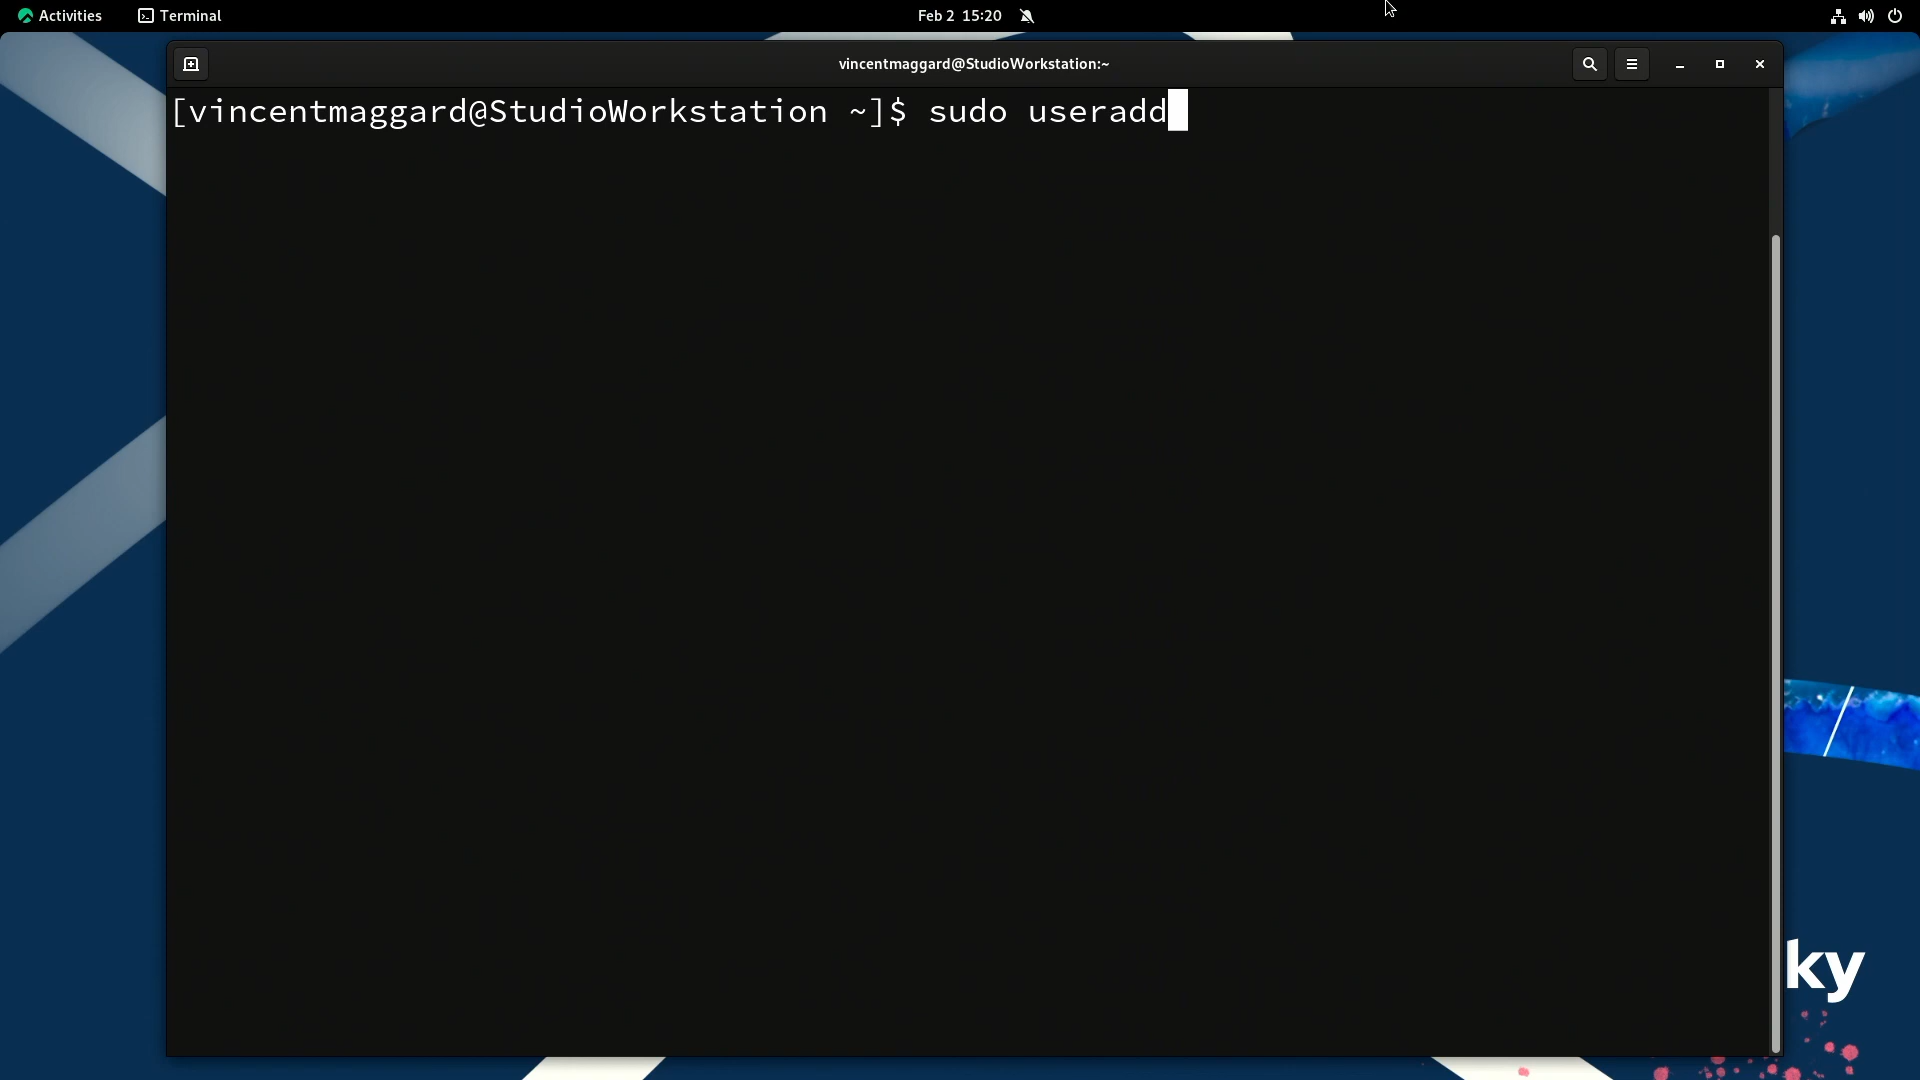 Activities Terminal Feb 2 15:20
vincentmaggard@StudioWorkstation:~
[vincentmaggard@StudioWorkstation ~]$ sudo useradd
ky